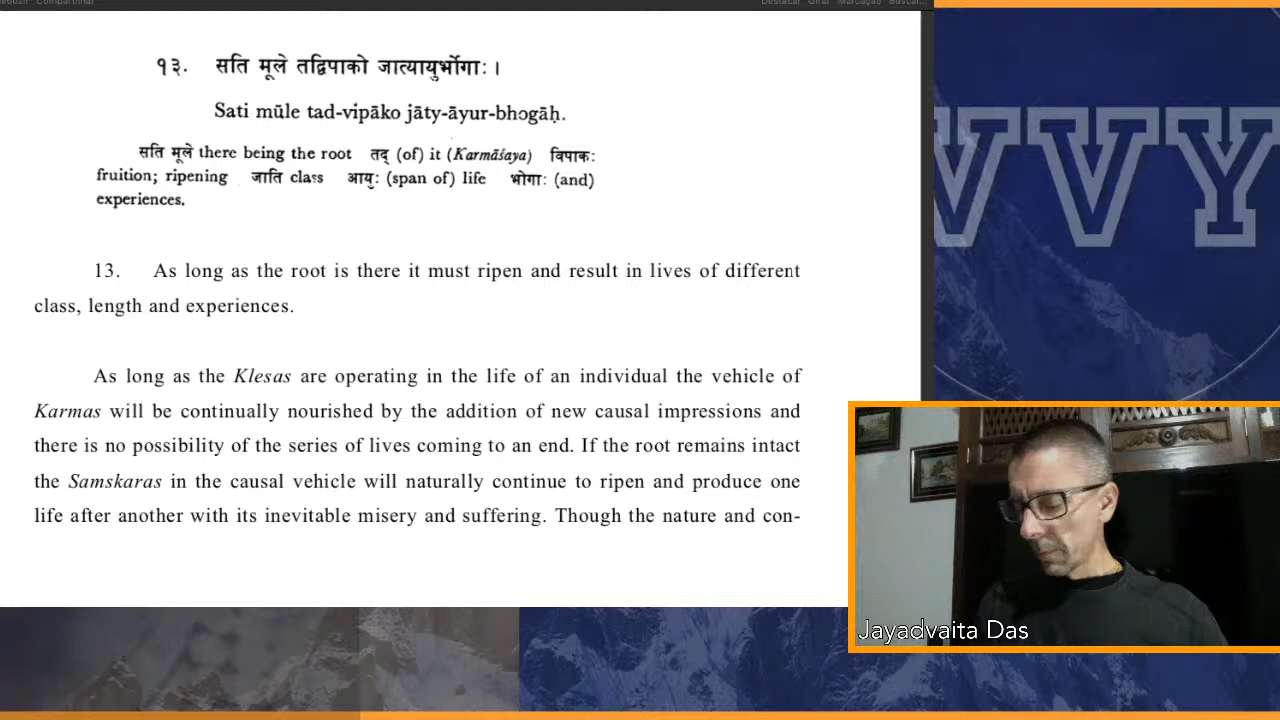 Destacar Girar Marcação Buscar...
१३. सति मूले तद्विपाको जात्यायुर्भोगाः ।
Sati mūle tad-vipāko jāty-āyur-bhogāḥ.
सति मूले there being the root तद् (of) it (Karmāśaya) विपाकः
fruition; ripening जाति class आयुः (span of) life भोगाः (and)
experiences.
13. As long as the root is there it must ripen and result in lives of different
class, length and experiences.
As long as the Klesas are operating in the life of an individual the vehicle of
Karmas will be continually nourished by the addition of new causal impressions and
there is no possibility of the series of lives coming to an end. If the root remains intact
the Samskaras in the causal vehicle will naturally continue to ripen and produce one
life after another with its inevitable misery and suffering. Though the nature and con-
VVY
Jayadvaita Das